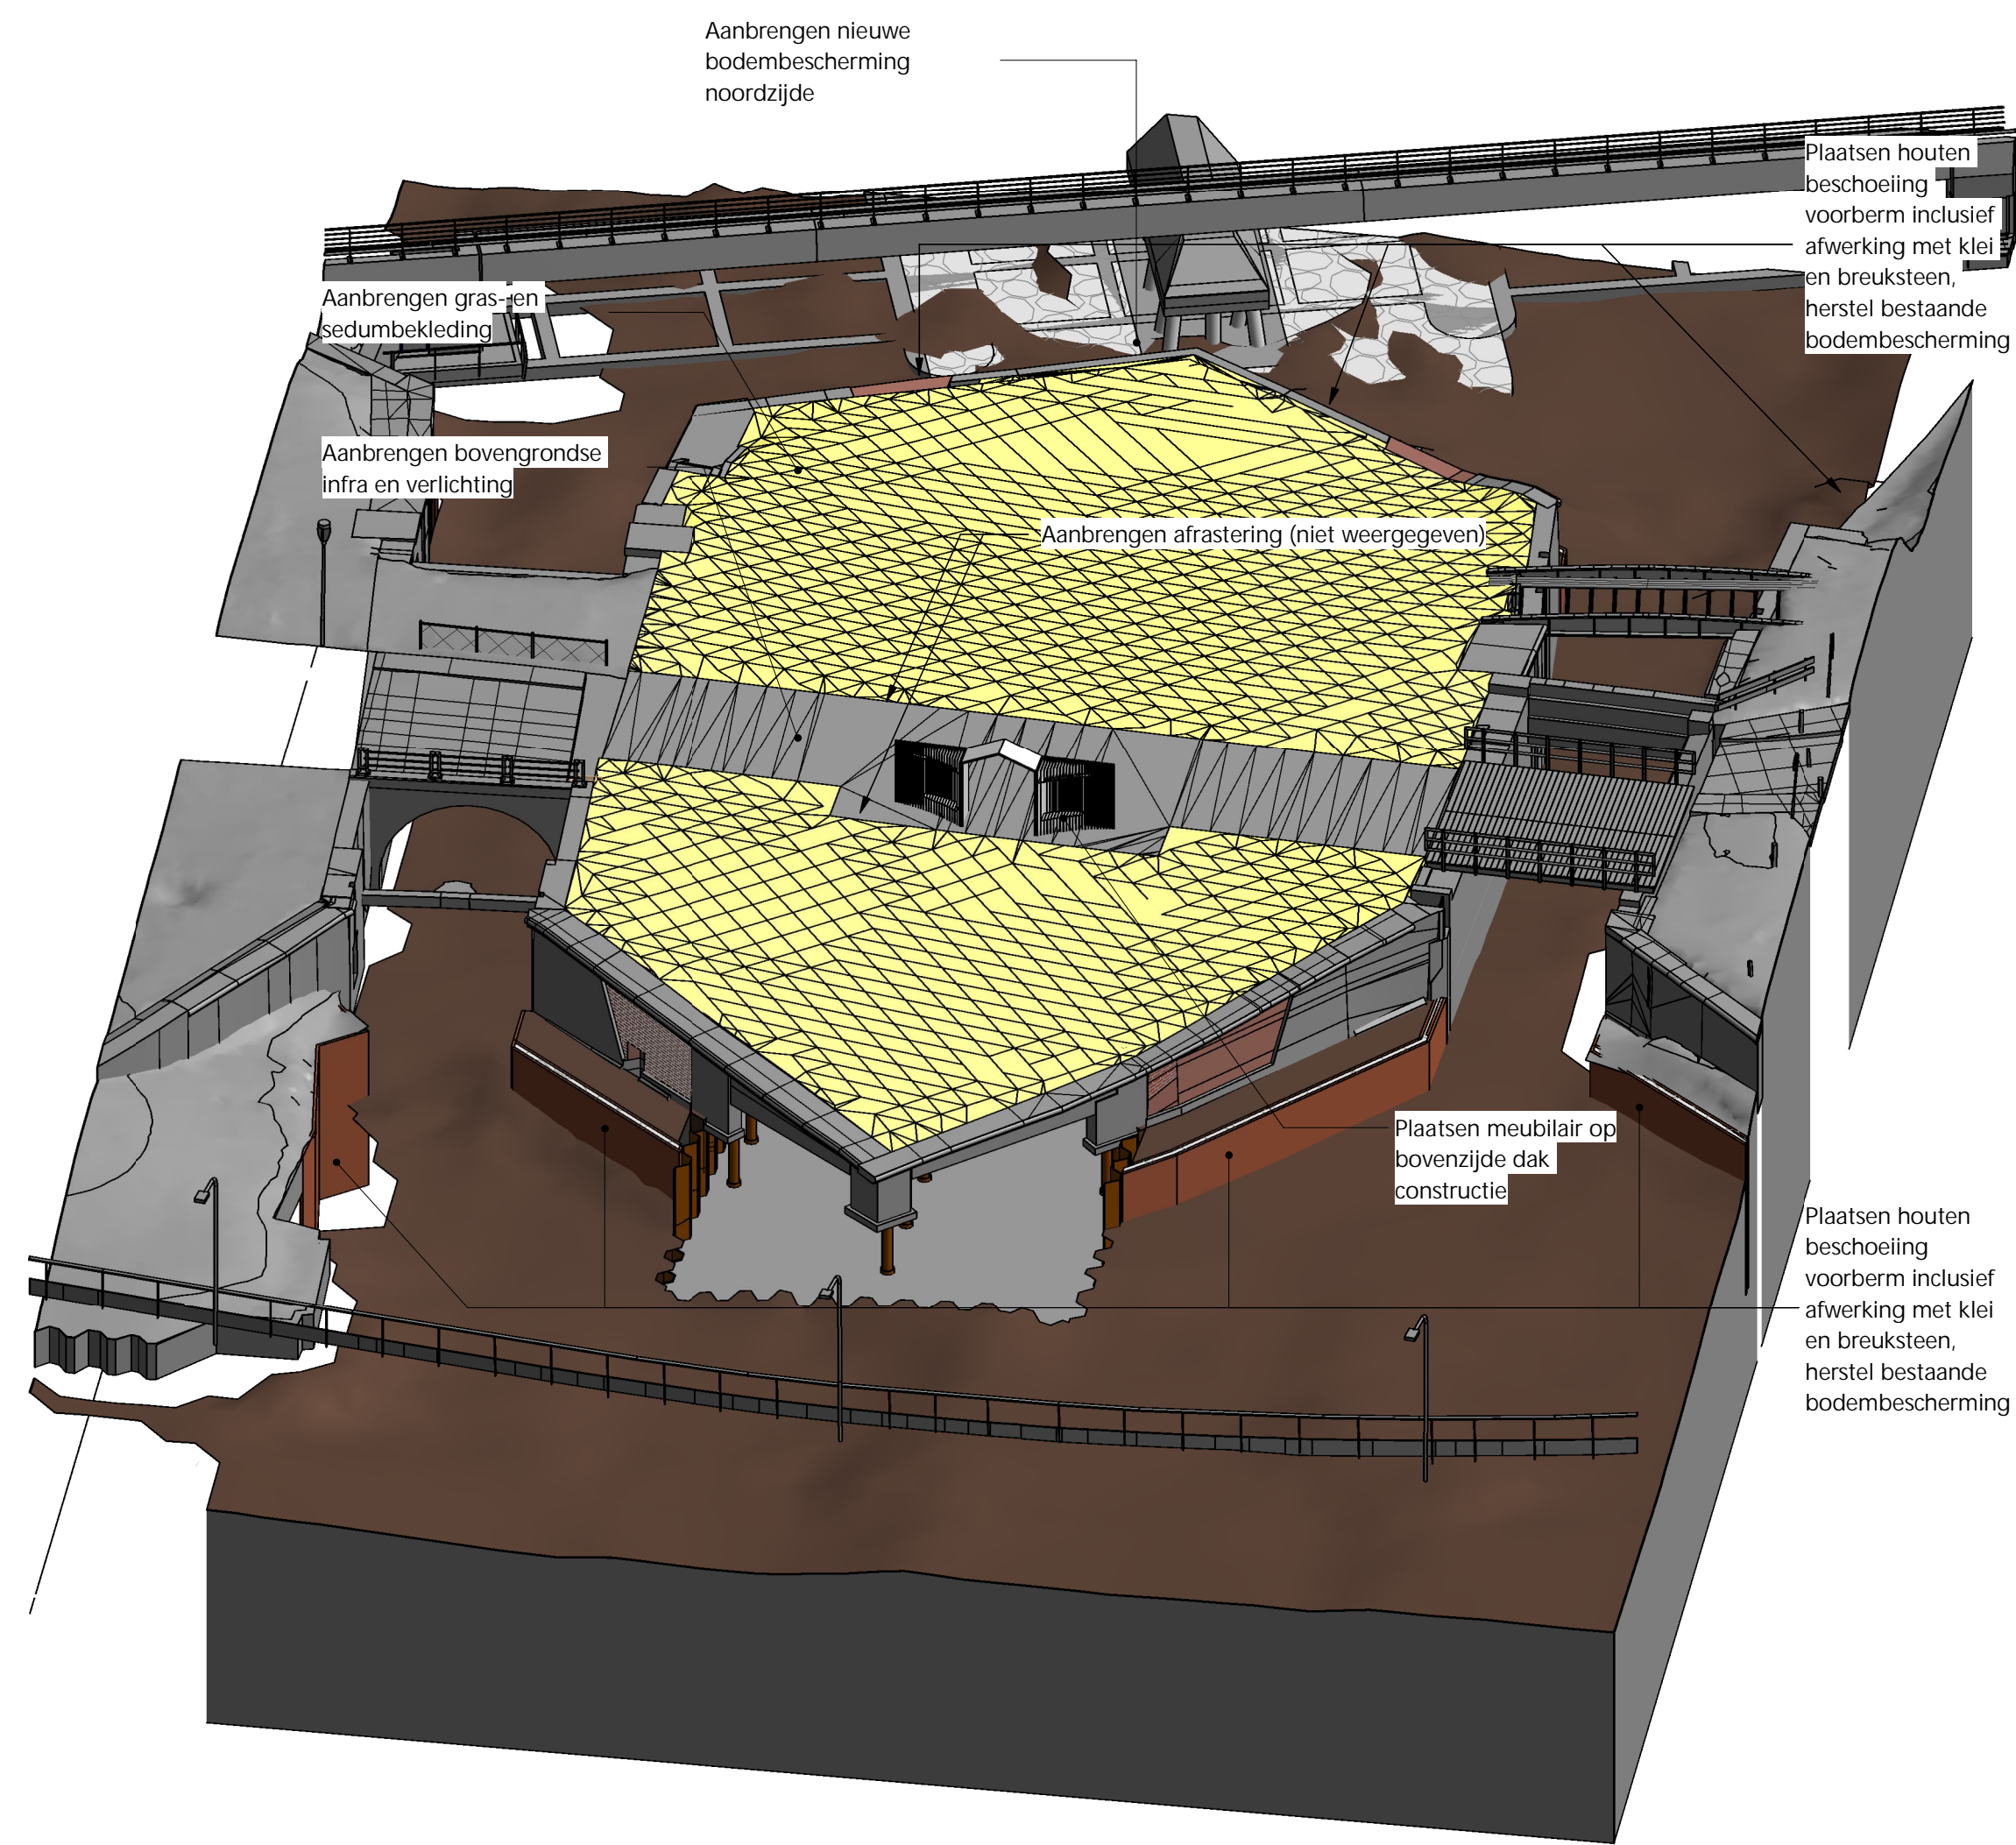 Aanbrengen nieuwe
bodembescherming
noordzijde
Plaatsen houten
beschoeiing
voorberm inclusief
afwerking met klei
en breuksteen,
herstel bestaande
bodembescherming
Aanbrengen gras- en
sedumbekleding
Aanbrengen bovengrondse
infra en verlichting
Aanbrengen afrastering (niet weergegeven)
Plaatsen meubilair op
bovenzijde dak
constructie
Plaatsen houten
beschoeiing
voorberm inclusief
afwerking met klei
en breuksteen,
herstel bestaande
bodembescherming